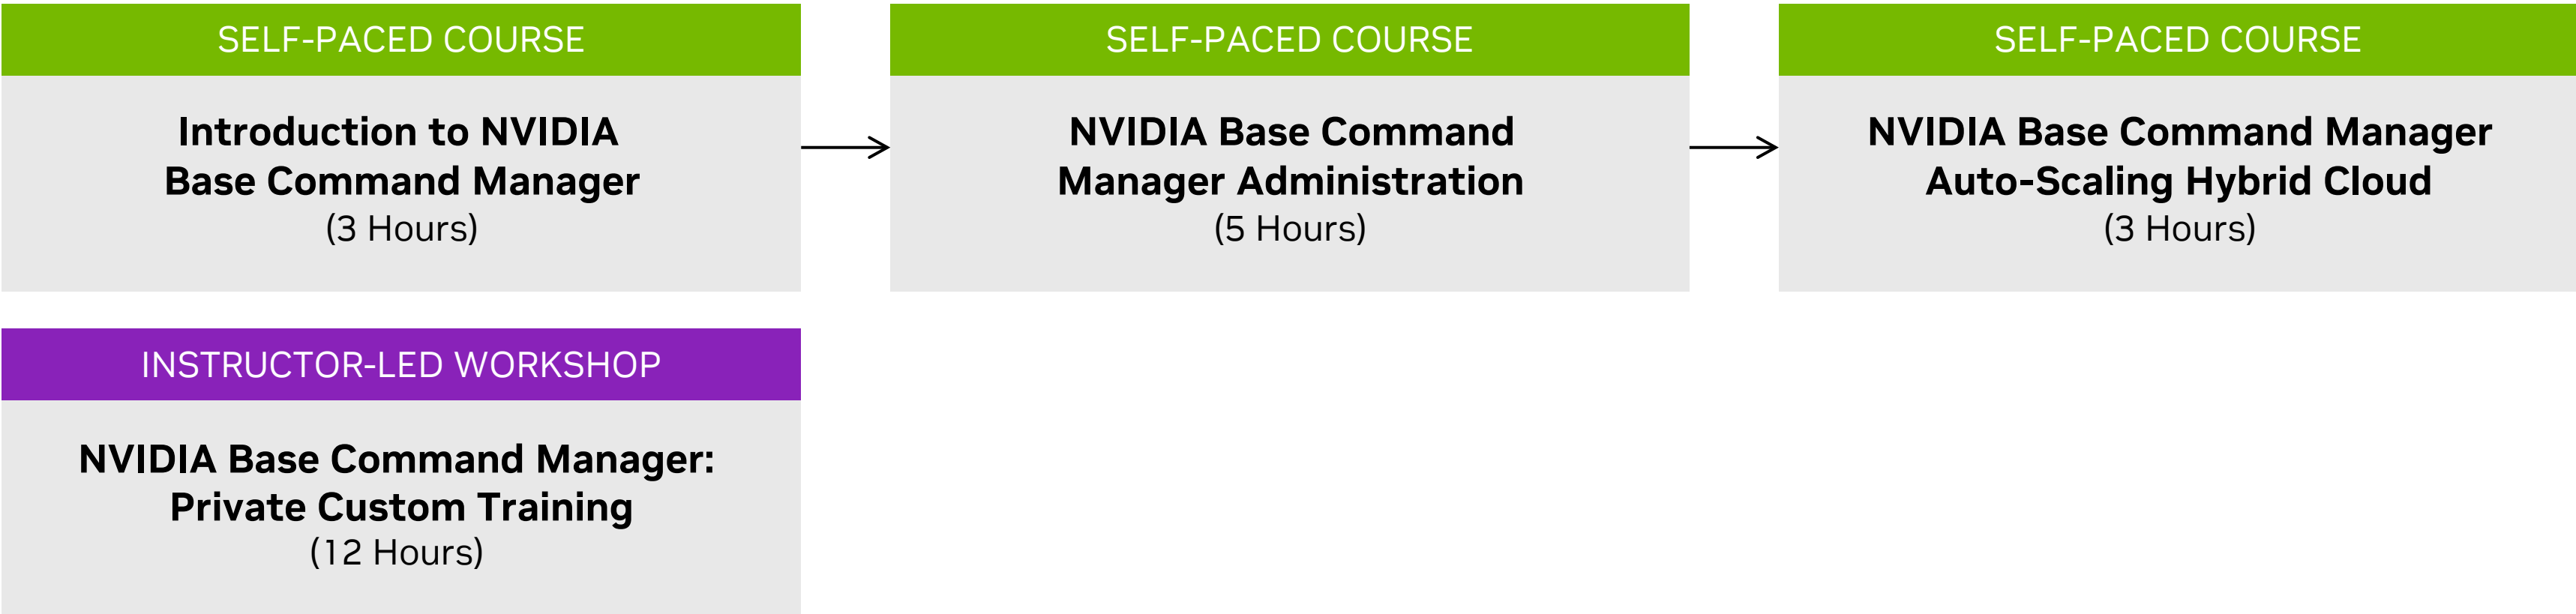 SELF-PACED COURSE
Introduction to NVIDIA
Base Command Manager
(3 Hours)
SELF-PACED COURSE
NVIDIA Base Command
Manager Administration
(5 Hours)
SELF-PACED COURSE
NVIDIA Base Command Manager
Auto-Scaling Hybrid Cloud
(3 Hours)
INSTRUCTOR-LED WORKSHOP
NVIDIA Base Command Manager:
Private Custom Training
(12 Hours)